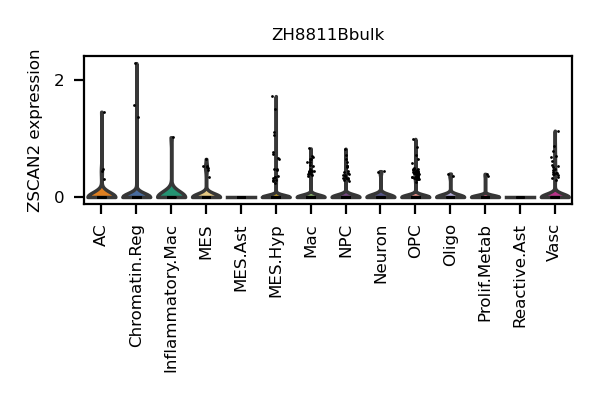 ZH8811Bbulk
ZSCAN2 expression
2
0
AC
Chromatin.Reg
Inflammatory.Mac
MES
MES.Ast
MES.Hyp
Mac
NPC
Neuron
OPC
Oligo
Prolif.Metab
Reactive.Ast
Vasc